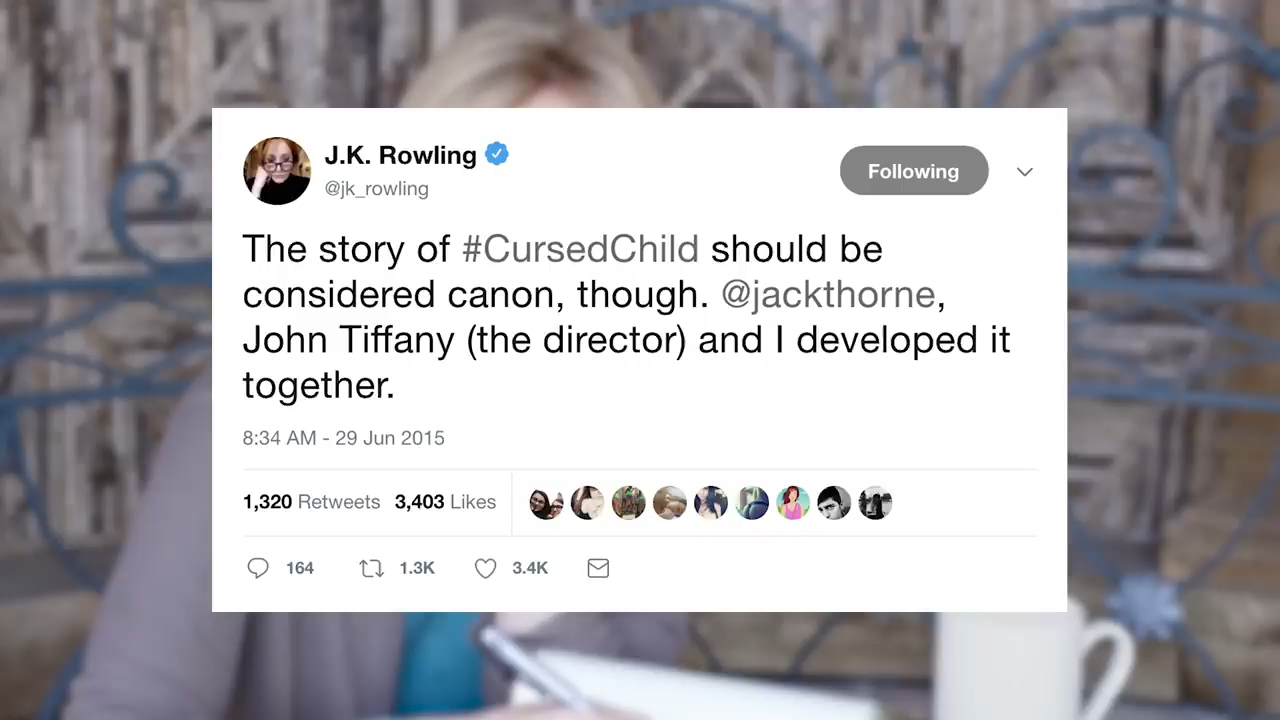 J.K. Rowling
@jk_rowling
Following
The story of #CursedChild should be
considered canon, though. @jackthorne,
John Tiffany (the director) and I developed it
together.
8:34 AM - 29 Jun 2015
1,320 Retweets 3,403 Likes
164 1.3K 3.4K